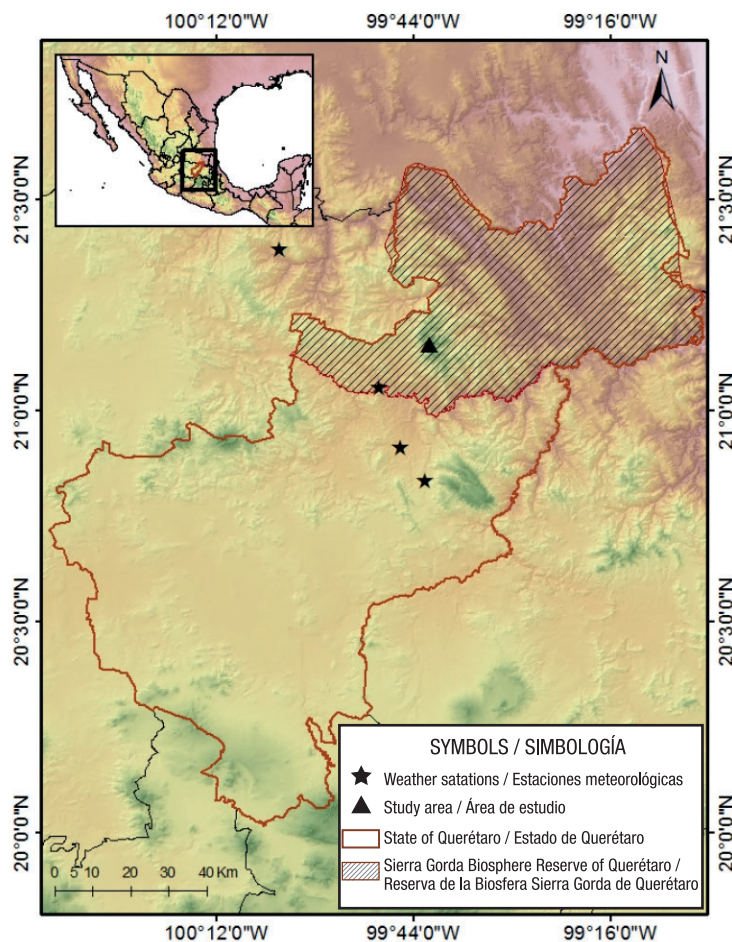 100°12'0"W 99°44'0"W 99°16'0"W
N
21°30'0"N 21°30'0"N
21°0'0"N 21°0'0"N
20°30'0"N 20°30'0"N
20°0'0"N 20°0'0"N
SYMBOLS / SIMBOLOGÍA
Weather satations / Estaciones meteorológicas
Study area / Área de estudio
State of Querétaro / Estado de Querétaro
Sierra Gorda Biosphere Reserve of Querétaro /
Reserva de la Biosfera Sierra Gorda de Querétaro
0 5 10 20 30 40 Km
100°12'0"W 99°44'0"W 99°16'0"W